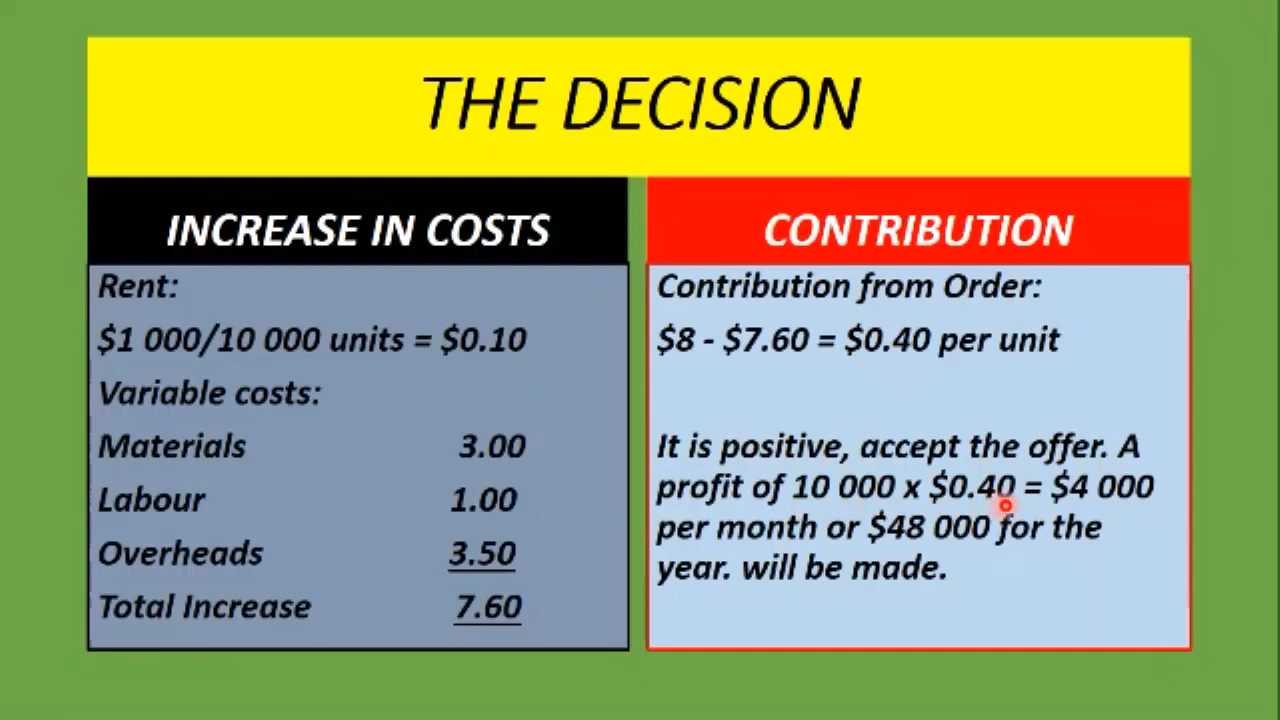 THE DECISION
INCREASE IN COSTS
Rent:
$1 000/10 000 units = $0.10
Variable costs:
Materials 3.00
Labour 1.00
Overheads 3.50
Total Increase 7.60
CONTRIBUTION
Contribution from Order:
$8 - $7.60 = $0.40 per unit
It is positive, accept the offer. A
profit of 10 000 x $0.40 = $4 000
per month or $48 000 for the
year. will be made.